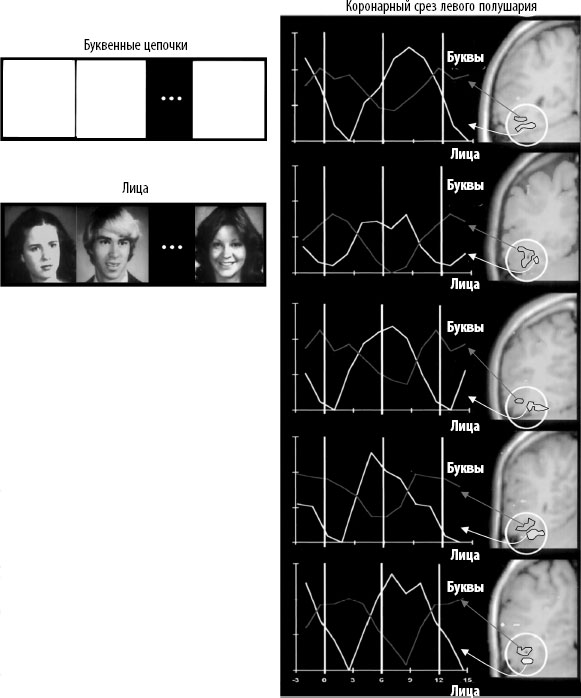 Коронарный срез левого полушария
Буквенные цепочки
Лица
Буквы
Лица
Буквы
Лица
Буквы
Лица
Буквы
Лица
Буквы
Лица
-3 0 3 6 9 12 15